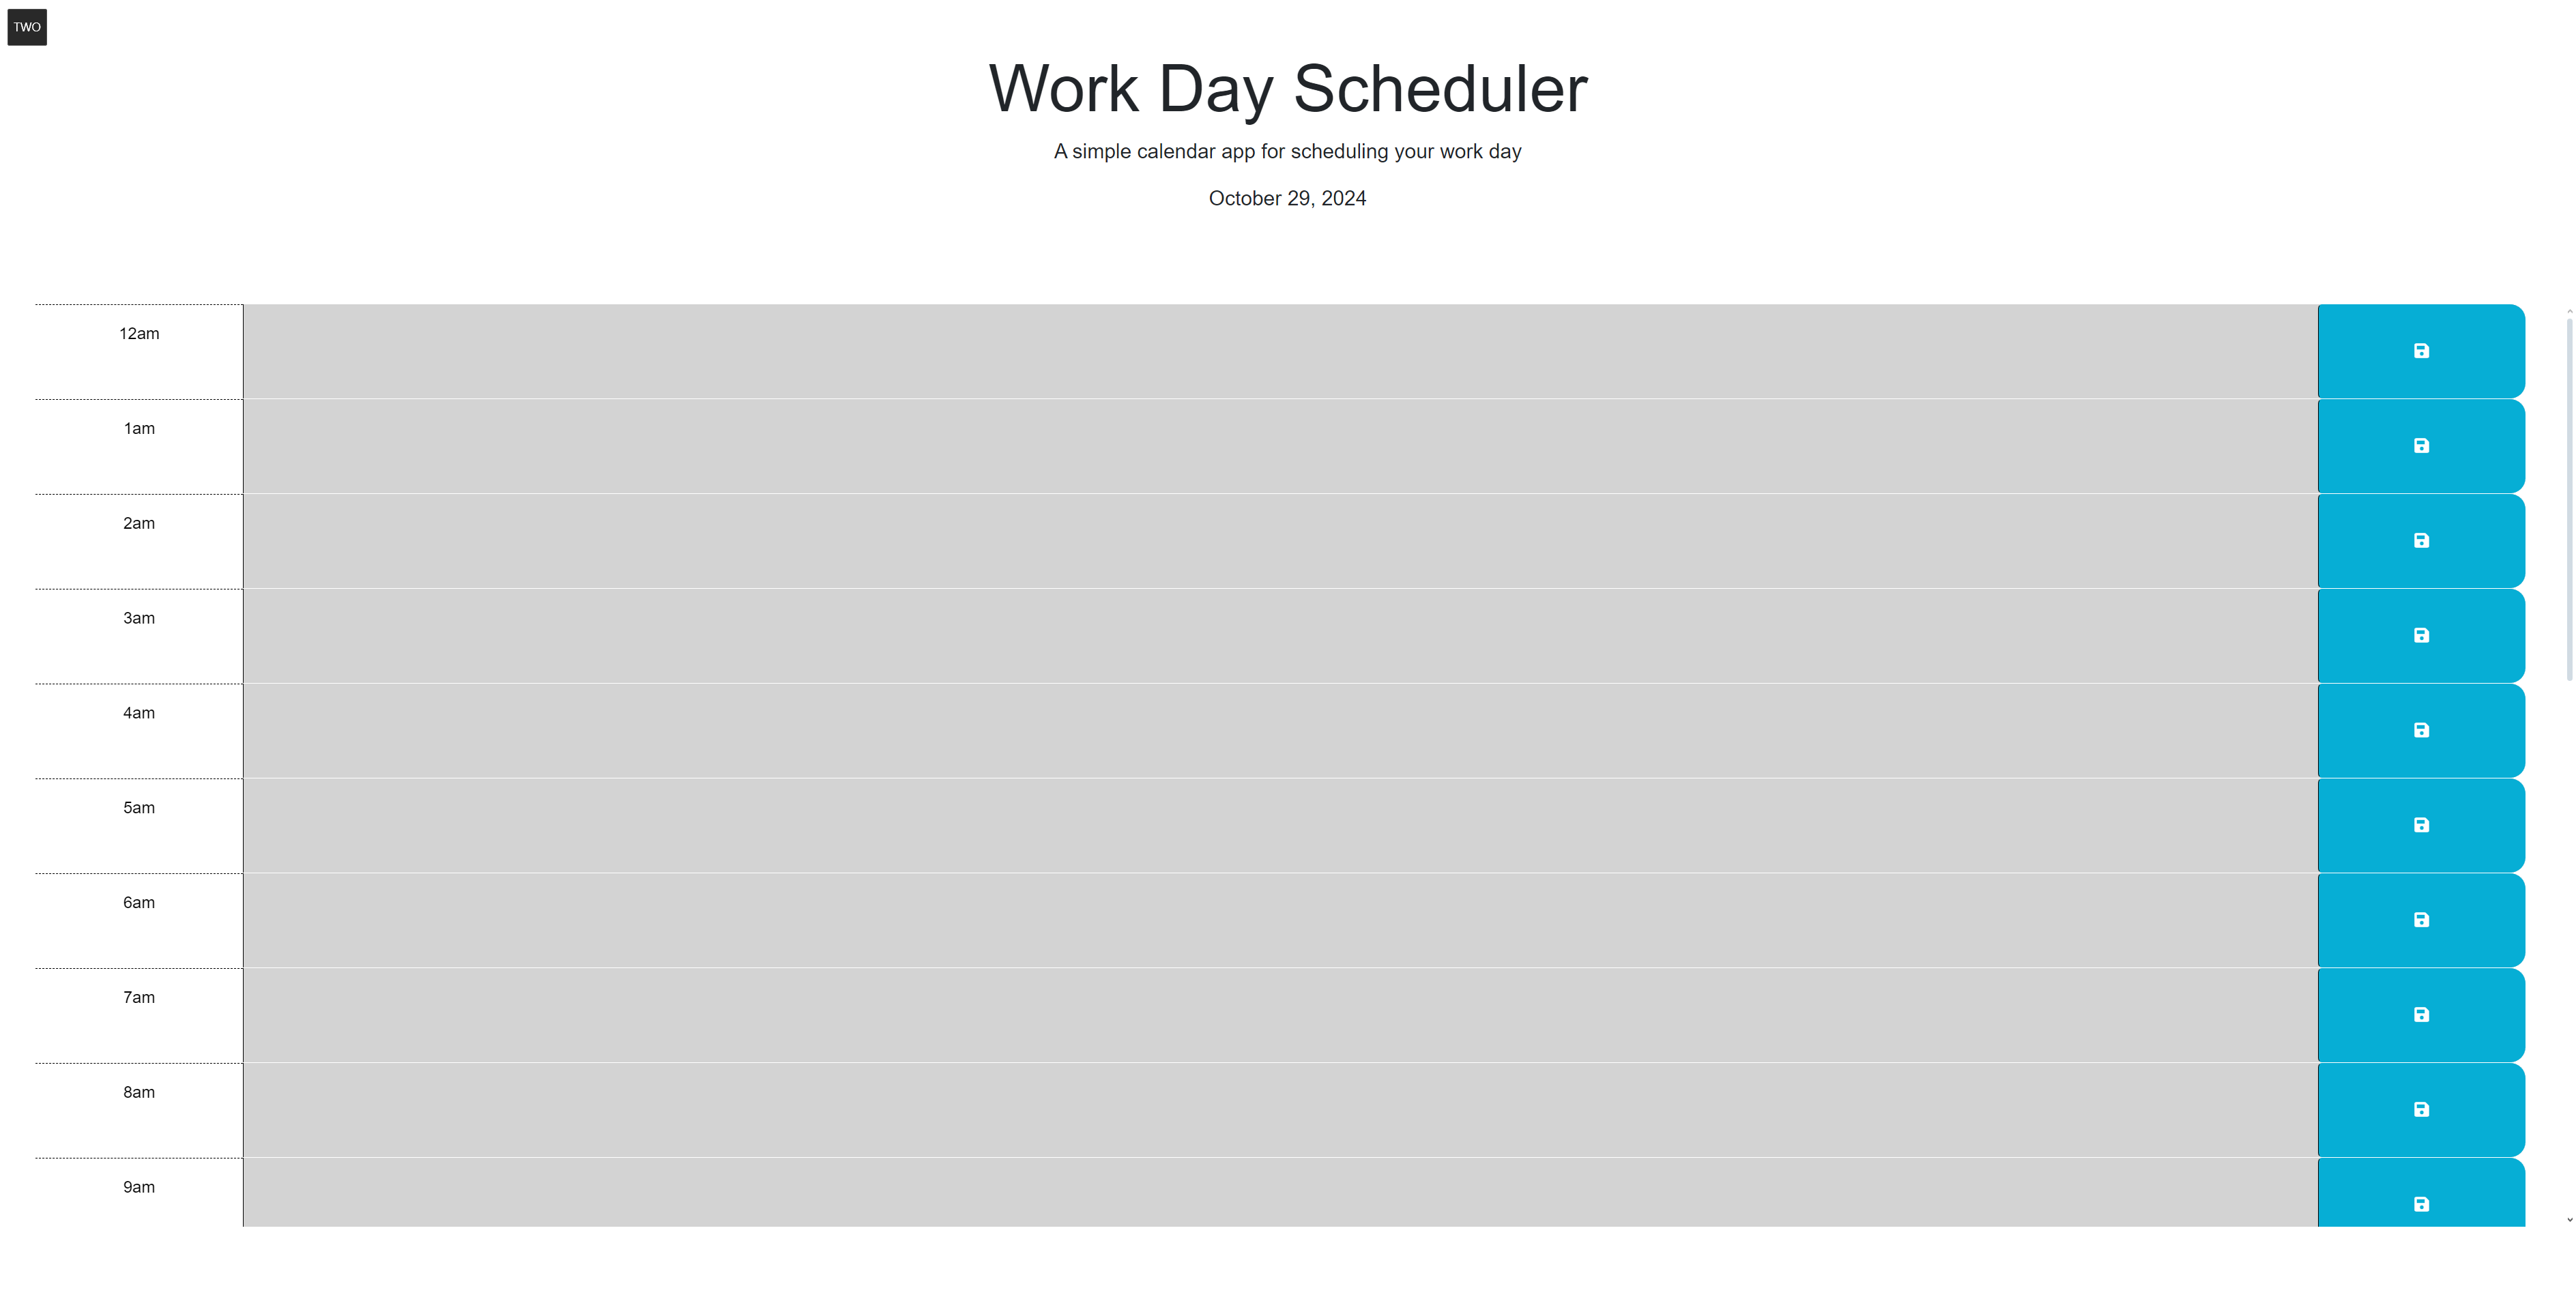 TWO
Work Day Scheduler
A simple calendar app for scheduling your work day
October 29, 2024
12am
1am
2am
3am
4am
5am
6am
7am
8am
9am